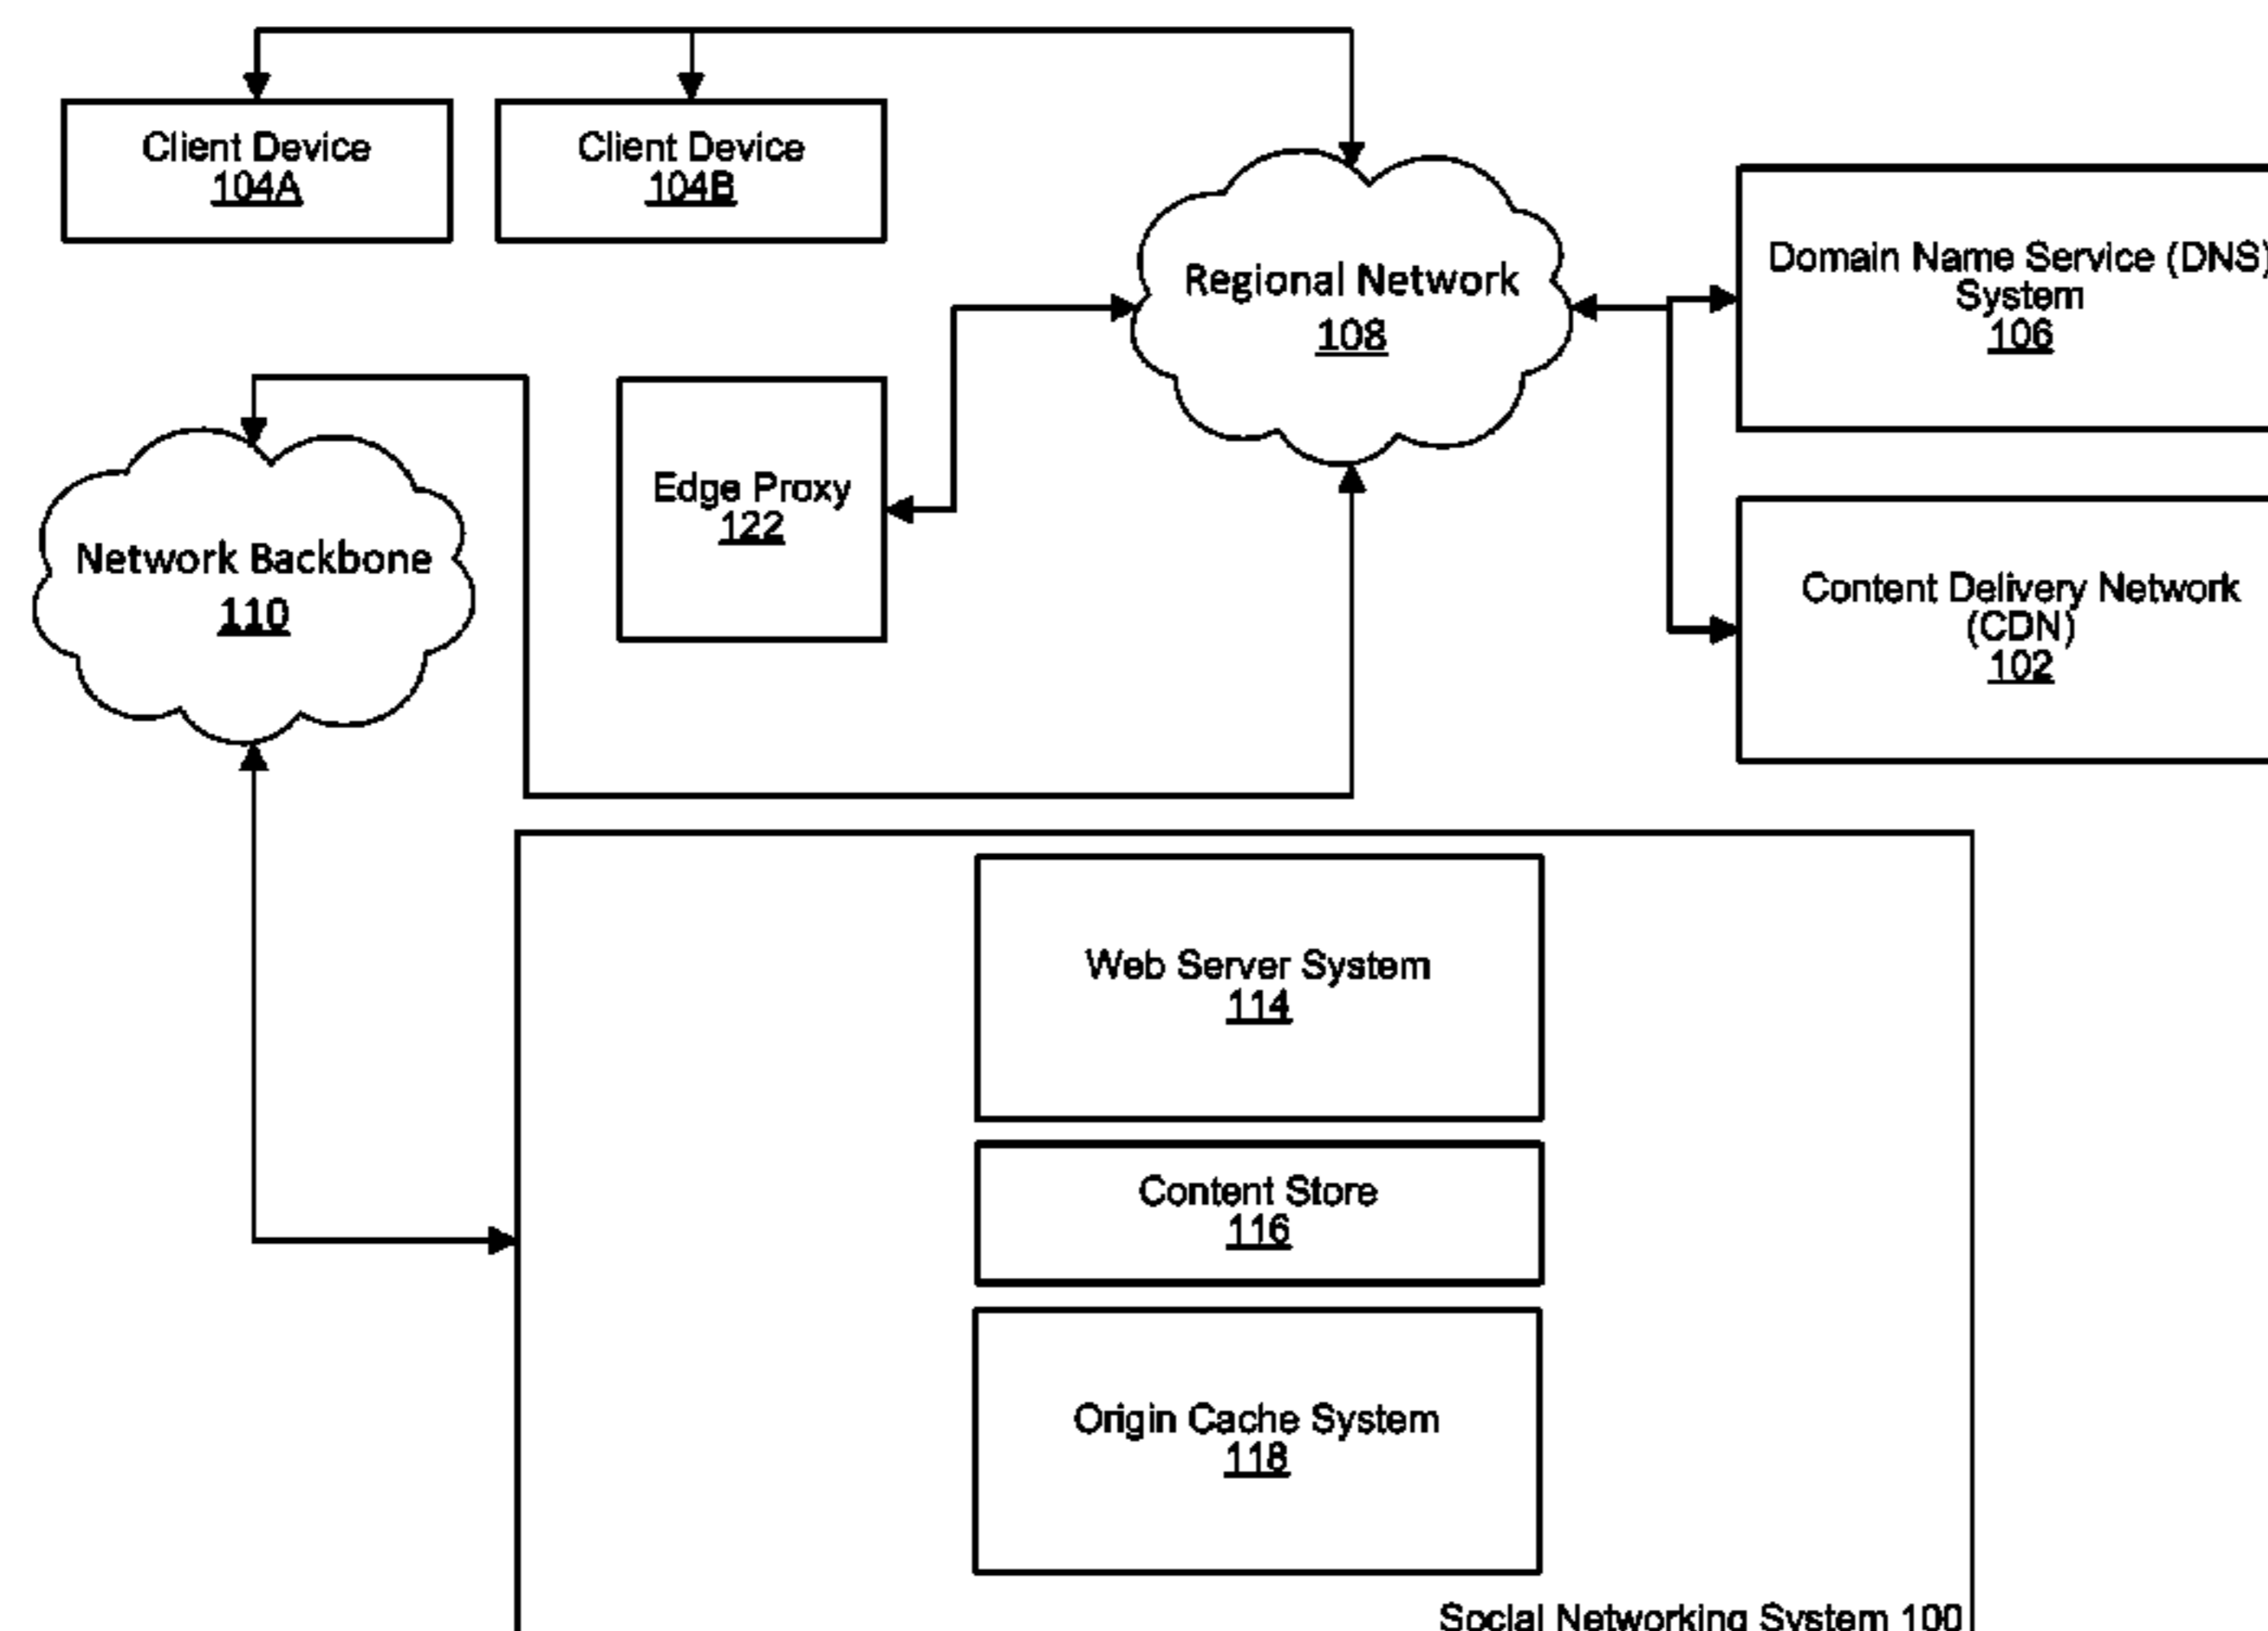 Client Device
104A
Client Device
104B
Regional Network
108
Domain Name Service (DNS)
System
106
Edge Proxy
122
Network Backbone
110
Content Delivery Network
(CDN)
102
Web Server System
114
Content Store
116
Origin Cache System
118
Social Networking System 100